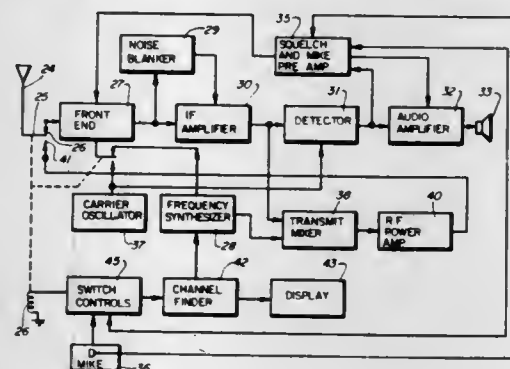 35
29
SQUELCH
AND MIKE
PRE AMP
NOISE
BLANKER
24
25
27
30
31
32
33
FRONT
END
IF
AMPLIFIER
DETECTOR
AUDIO
AMPLIFIER
26
41
CARRIER
OSCILLATOR
37
FREQUENCY
SYNTHESIZER
28
TRANSMIT
MIXER
38
40
R.F
POWER
AMP
45
42
43
SWITCH
CONTROLS
CHANNEL
FINDER
DISPLAY
26
MIKE
36